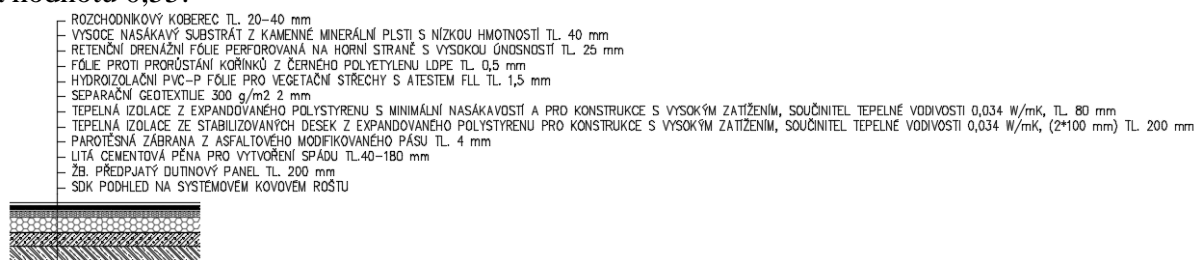 ROZCHODNÍKOVÝ KOBEREC TL. 20-40 mm
VYSOCE NASÁKAVÝ SUBSTRÁT Z KAMENNÉ MINERÁLNÍ PLSTI S NÍZKOU HMOTNOSTÍ TL. 40 mm
RETENČNÍ DRENÁŽNÍ FÓLIE PERFOROVANÁ NA HORNÍ STRANĚ S VYSOKOU ÚNOSNOSTÍ TL. 25 mm
FÓLIE PROTI PRORŮSTÁNÍ KOŘÍNKŮ Z ČERNÉHO POLYETYLENU LDPE TL. 0,5 mm
HYDROIZOLAČNÍ PVC-P FÓLIE PRO VEGETAČNÍ STŘECHY S ATESTEM FLL TL. 1,5 mm
SEPARAČNÍ GEOTEXTILIE 300 g/m2 2 mm
TEPELNÁ IZOLACE Z EXPANDOVANÉHO POLYSTYRENU S MINIMÁLNÍ NASÁKAVOSTÍ A PRO KONSTRUKCE S VYSOKÝM ZATÍŽENÍM, SOUČINITEL TEPELNÉ VODIVOSTI 0,034 W/mK, TL. 80 mm
TEPELNÁ IZOLACE ZE STABILIZOVANÝCH DESEK Z EXPANDOVANÉHO POLYSTYRENU PRO KONSTRUKCE S VYSOKÝM ZATÍŽENÍM, SOUČINITEL TEPELNÉ VODIVOSTI 0,034 W/mK, (2*100 mm) TL. 200 mm
PAROTĚSNÁ ZÁBRANA Z ASFALTOVÉHO MODIFIKOVANÉHO PÁSU TL. 4 mm
LITÁ CEMENTOVÁ PĚNA PRO VYTVOŘENÍ SPÁDU TL.40-180 mm
ŽB. PŘEDPJATÝ DUTINOVÝ PANEL TL. 200 mm
SDK PODHLED NA SYSTÉMOVÉM KOVOVÉM ROŠTU